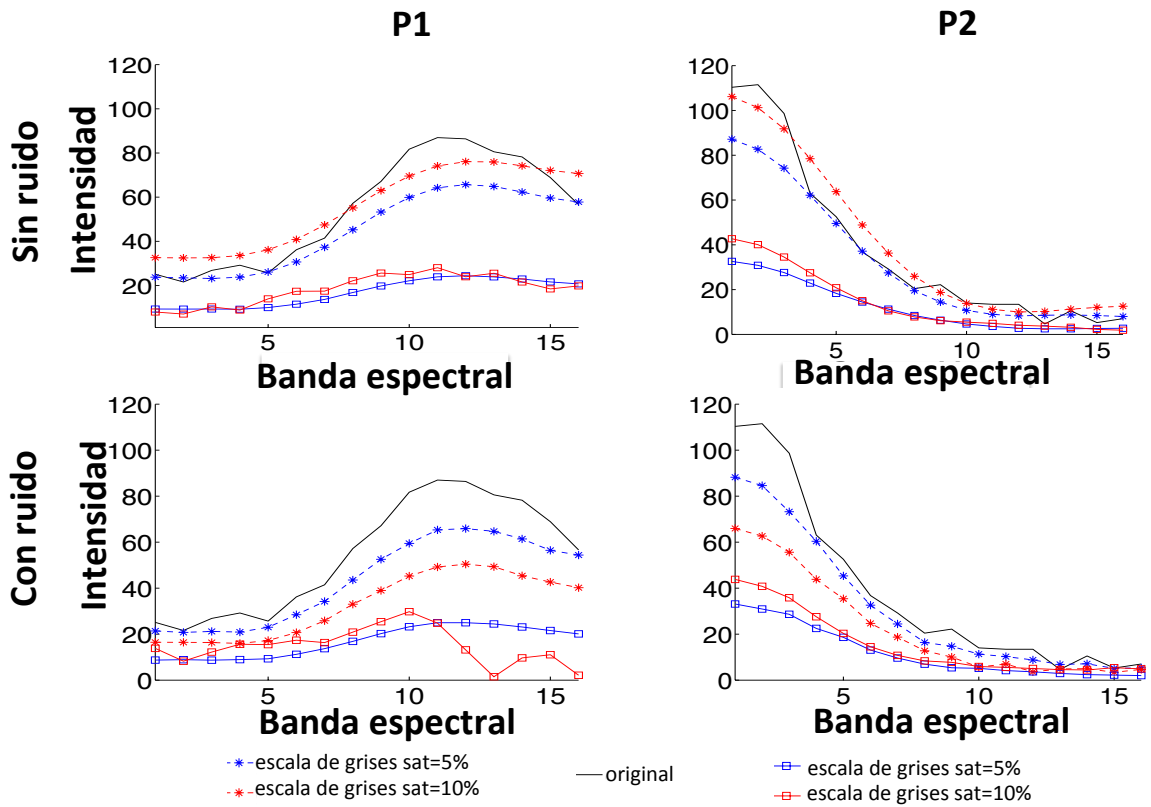 P1
P2
Sin ruido
Intensidad
120
100
80
60
40
20
5
10
15
Banda espectral
120
100
80
60
40
20
0
5
10
15
Banda espectral
Con ruido
Intensidad
120
100
80
60
40
20
0
5
10
15
Banda espectral
120
100
80
60
40
20
0
5
10
15
Banda espectral
escala de grises sat=5%
escala de grises sat=10%
original
escala de grises sat=5%
escala de grises sat=10%